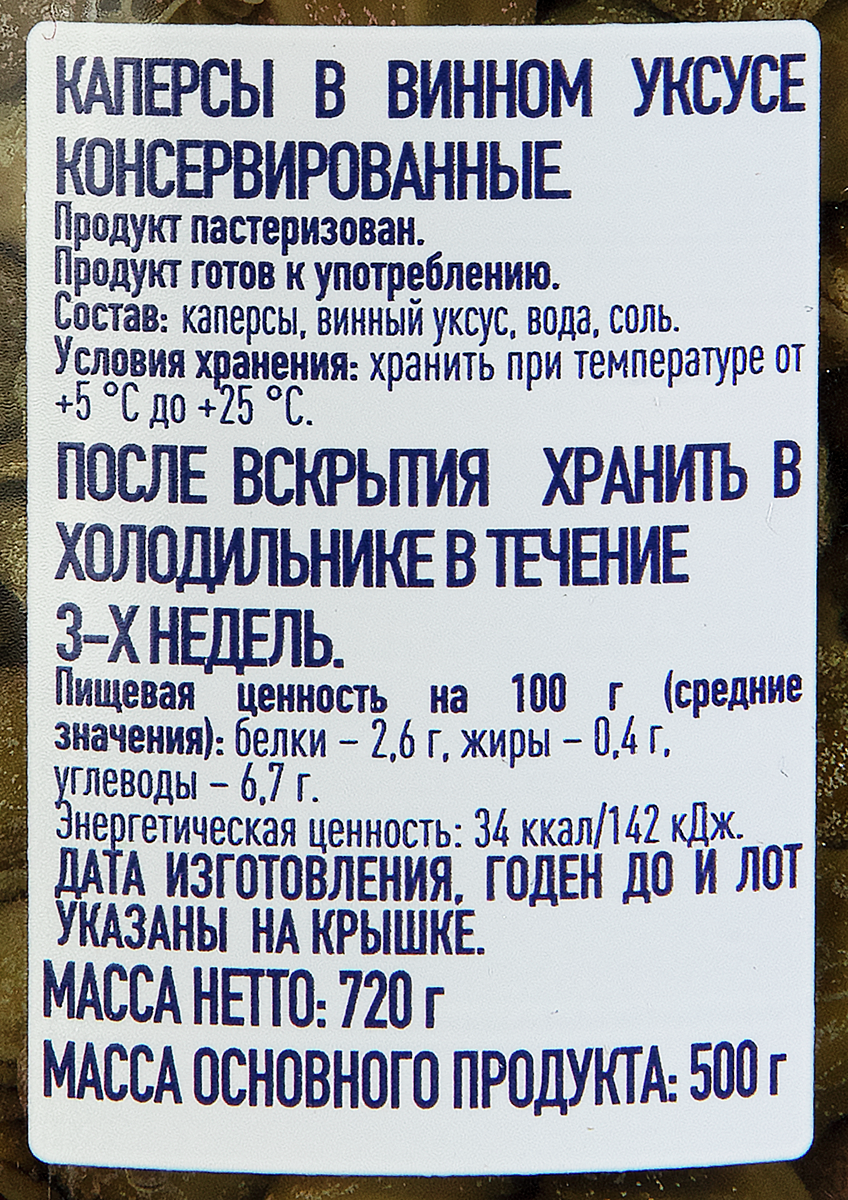 КАПЕРСЫ В ВИННОМ УКСУСЕ
КОНСЕРВИРОВАННЫЕ.
Продукт пастеризован.
Продукт готов к употреблению.
Состав: каперсы, винный уксус, вода, соль.
Условия хранения: хранить при температуре от
+5 °С до +25 °С.
ПОСЛЕ ВСКРЫТИЯ ХРАНИТЬ В
ХОЛОДИЛЬНИКЕ В ТЕЧЕНИЕ
3-Х НЕДЕЛЬ.
Пищевая ценность на 100 г (средние
значения): белки – 2,6 г, жиры – 0,4 г,
углеводы – 6,7 г.
Энергетическая ценность: 34 ккал/142 кДж.
ДАТА ИЗГОТОВЛЕНИЯ, ГОДЕН ДО И ЛОТ
УКАЗАНЫ НА КРЫШКЕ.
МАССА НЕТТО: 720 г
МАССА ОСНОВНОГО ПРОДУКТА: 500 г